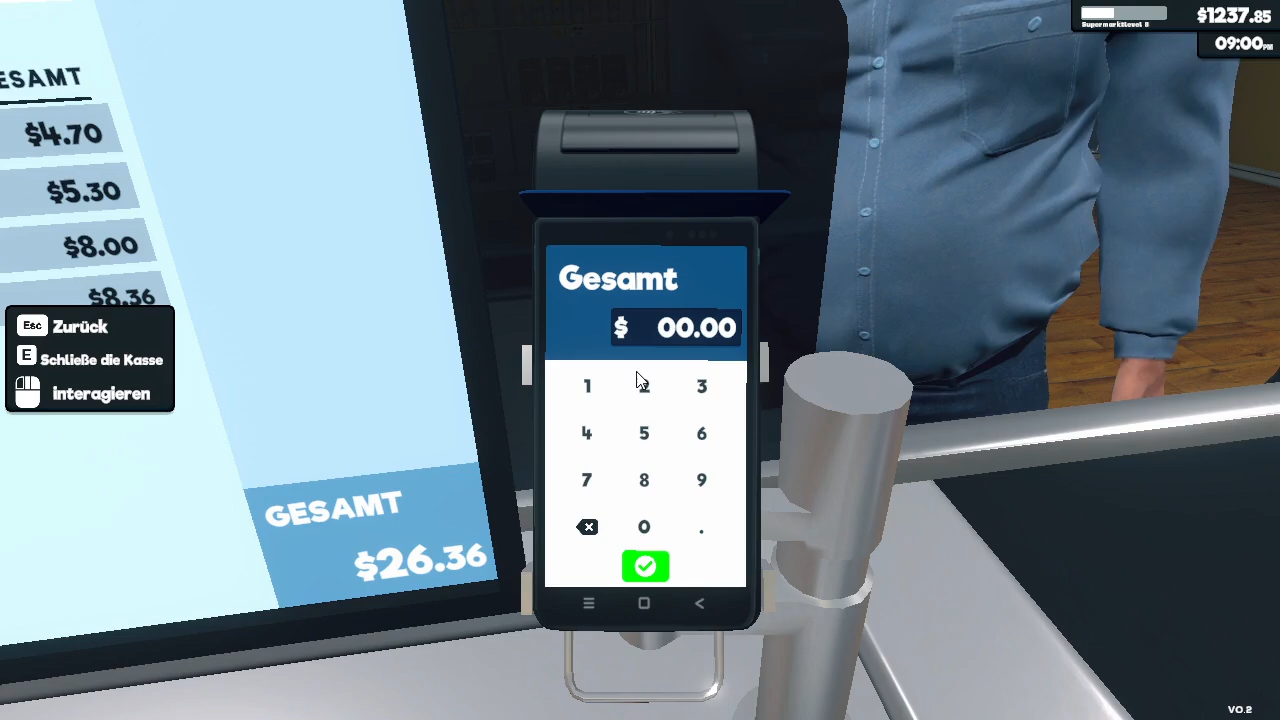 $1237.85
Supermarktlevel 8
09:00PM
ESAMT
$4.70
$5.30
$8.00
$8.36
Esc Zurück
E Schließe die Kasse
interagieren
GESAMT
$26.36
Gesamt
$ 00.00
1 2 3
4 5 6
7 8 9
0 .
V0.2